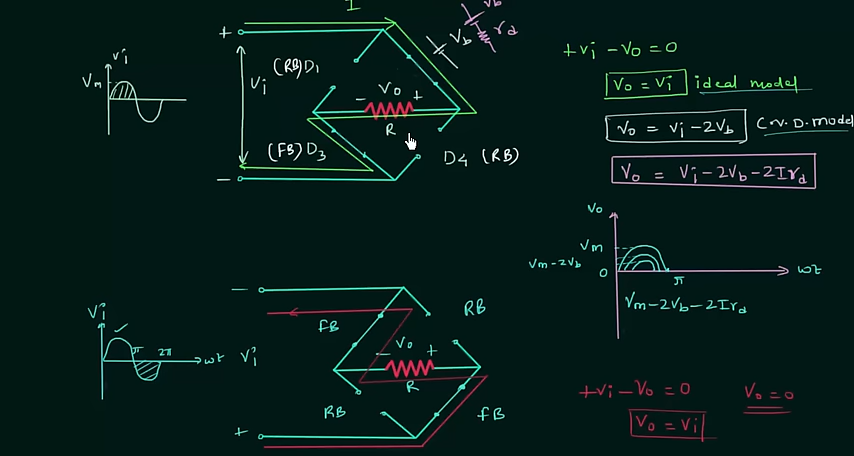 I
Vb
Vb
rd
+
Vi
Vm
Vi
(RB) D1
- Vo +
R
(FB) D3
D4 (RB)
-
+Vi - Vo = 0
Vo = Vi ideal model
Vo = Vi - 2Vb C.V.D. model
Vo = Vi - 2Vb - 2Ird
Vo
Vm
Vm - 2Vb
0
π
ωt
Vm - 2Vb - 2Ird
-
FB
RB
Vi
π 2π ωt
Vi
- Vo +
R
RB
fB
+
+Vi - Vo = 0 Vo = 0
Vo = Vi